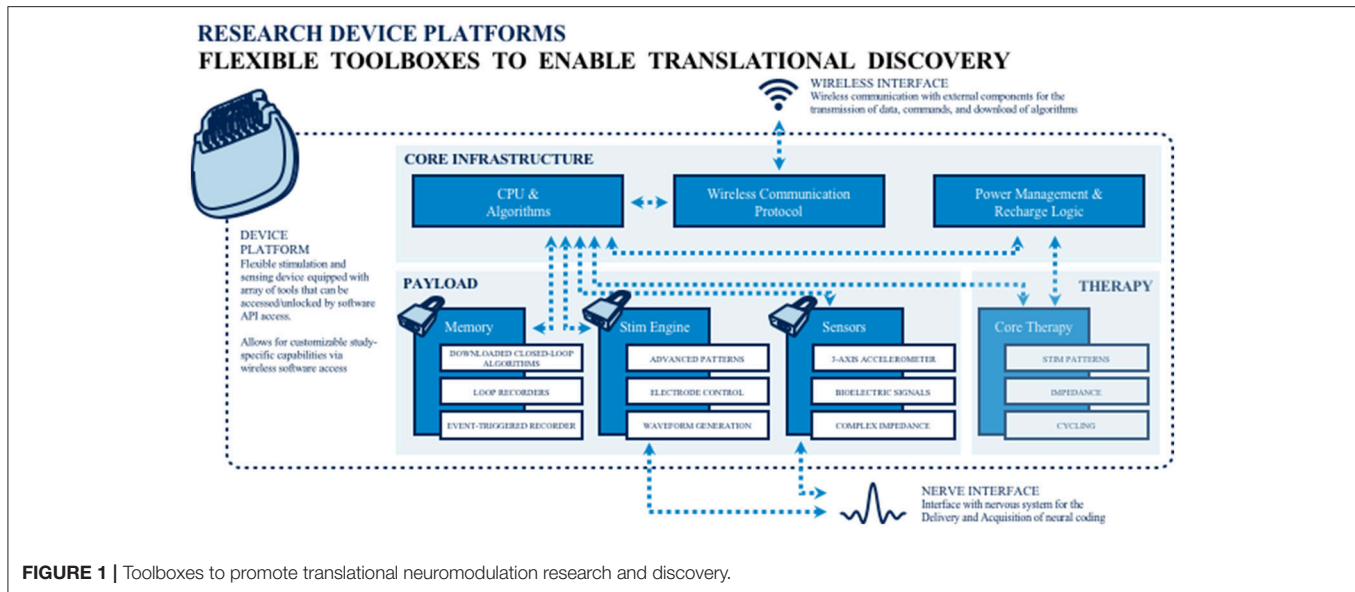 RESEARCH DEVICE PLATFORMS
FLEXIBLE TOOLBOXES TO ENABLE TRANSLATIONAL DISCOVERY
WIRELESS INTERFACE
Wireless communication with external components for the
transmission of data, commands, and download of algorithms
CORE INFRASTRUCTURE
CPU &
Algorithms
Wireless Communication
Protocol
Power Management &
Recharge Logic
DEVICE
PLATFORM
Flexible stimulation and
sensing device equipped with
array of tools that can be
accessed/unlocked by software
API access.
Allows for customizable study-
specific capabilities via
wireless software access
PAYLOAD
THERAPY
Memory
DOWNLOADED CLOSED-LOOP
ALGORITHMS
LOOP RECORDERS
EVENT-TRIGGERED RECORDER
Stim Engine
ADVANCED PATTERNS
ELECTRODE CONTROL
WAVEFORM GENERATION
Sensors
3-AXIS ACCELEROMETER
BIOELECTRIC SIGNALS
COMPLEX IMPEDANCE
Core Therapy
STIM PATTERNS
IMPEDANCE
CYCLING
NERVE INTERFACE
Interface with nervous system for the
Delivery and Acquisition of neural coding
FIGURE 1 | Toolboxes to promote translational neuromodulation research and discovery.